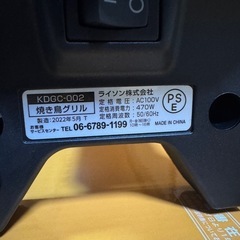 KDGC-002
焼き鳥グリル
製造:2022年5月 T
ライソン株式会社
定格電圧:AC100V
定格消費電力:470W
定格周波数:50/60Hz
PS
E
お客様
サービスセンター
TEL 06-6789-1199
在